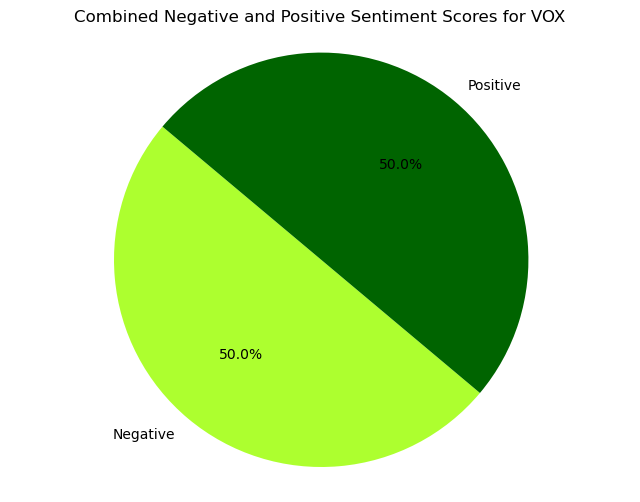 Combined Negative and Positive Sentiment Scores for VOX
Positive
50.0%
50.0%
Negative